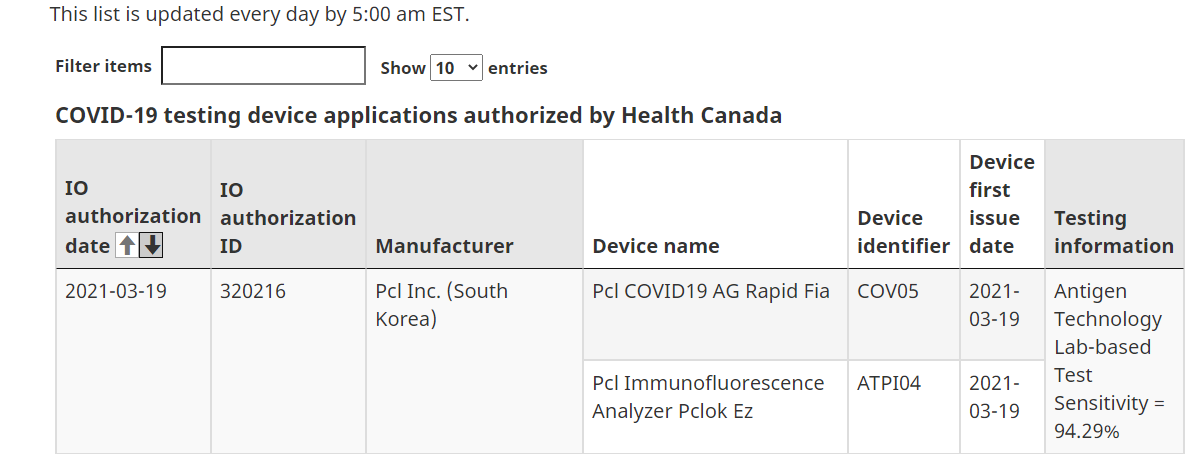 This list is updated every day by 5:00 am EST.
Filter items
Show 10 entries
COVID-19 testing device applications authorized by Health Canada
IO
authorization
date
IO
authorization
ID
Manufacturer
Device name
Device
identifier
Device
first
issue
date
Testing
information
2021-03-19
320216
Pcl Inc. (South
Korea)
Pcl COVID19 AG Rapid Fia
COV05
2021-
03-19
Antigen
Technology
Lab-based
Test
Sensitivity =
94.29%
Pcl Immunofluorescence
Analyzer Pclok Ez
ATPI04
2021-
03-19